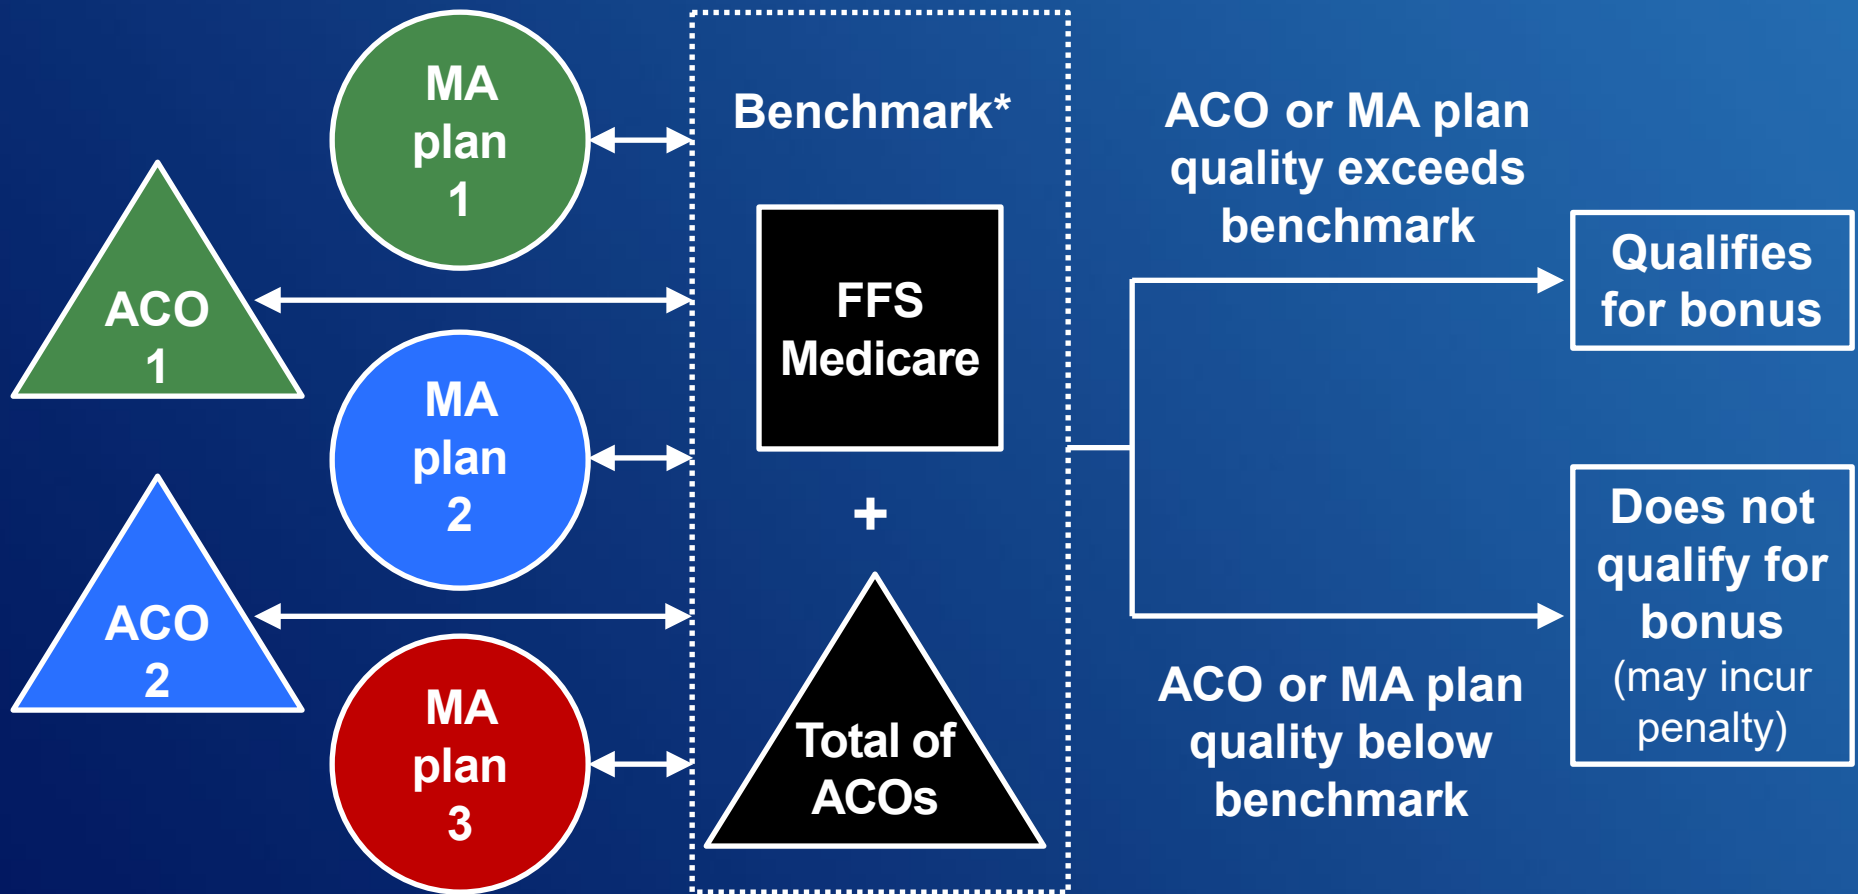 MA
plan
1
ACO
1
MA
plan
2
ACO
2
MA
plan
3
Benchmark*
FFS
Medicare
+
Total of
ACOs
ACO or MA plan
quality exceeds
benchmark
Qualifies
for bonus
ACO or MA plan
quality below
benchmark
Does not
qualify for
bonus
(may incur
penalty)